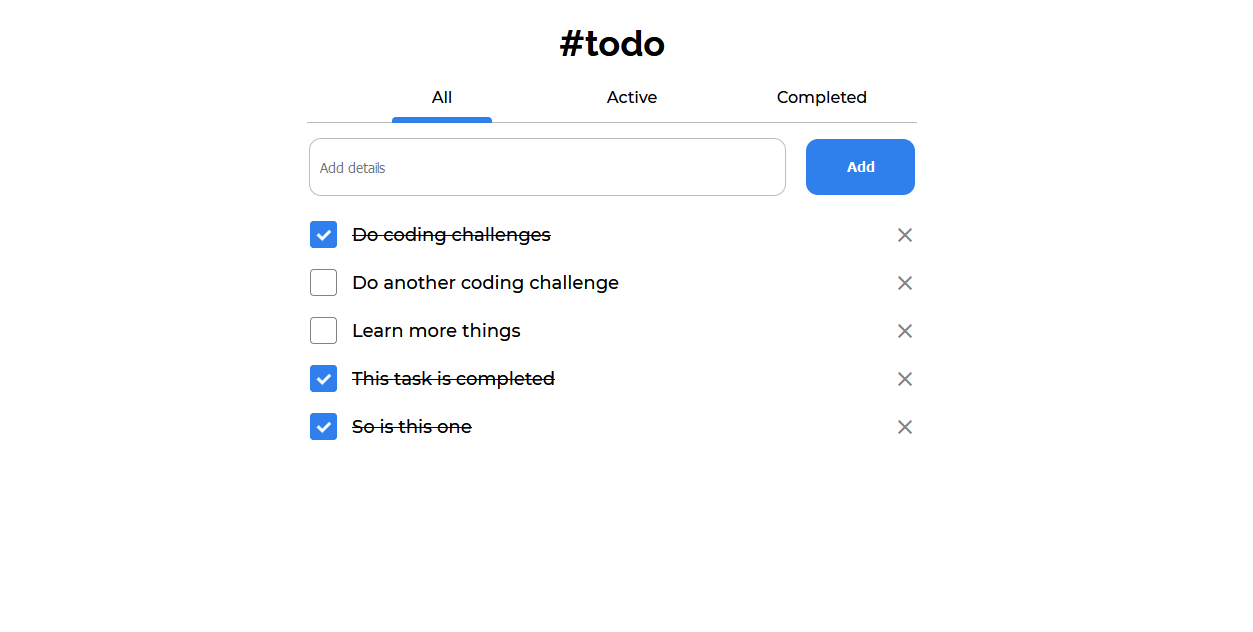 #todo
All Active Completed
Add details Add
Do coding challenges
Do another coding challenge
Learn more things
This task is completed
So is this one